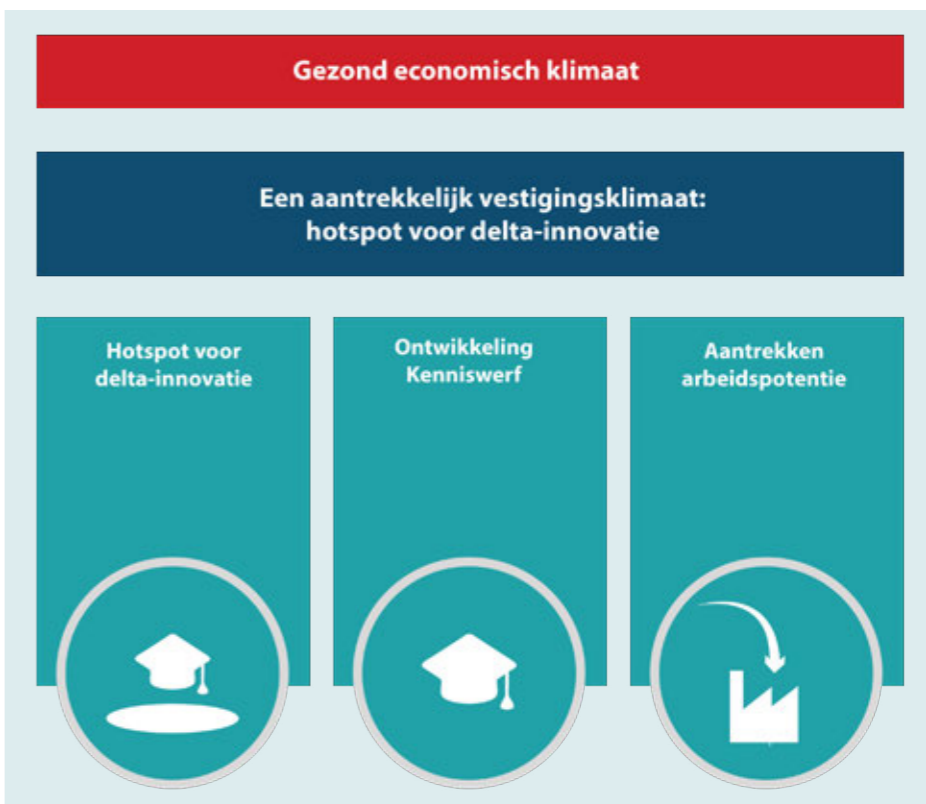 Gezond economisch klimaat
Een aantrekkelijk vestigingsklimaat:
hotspot voor delta-innovatie
Hotspot voor
delta-innovatie
Ontwikkeling
Kenniswerf
Aantrekken
arbeidspotentie